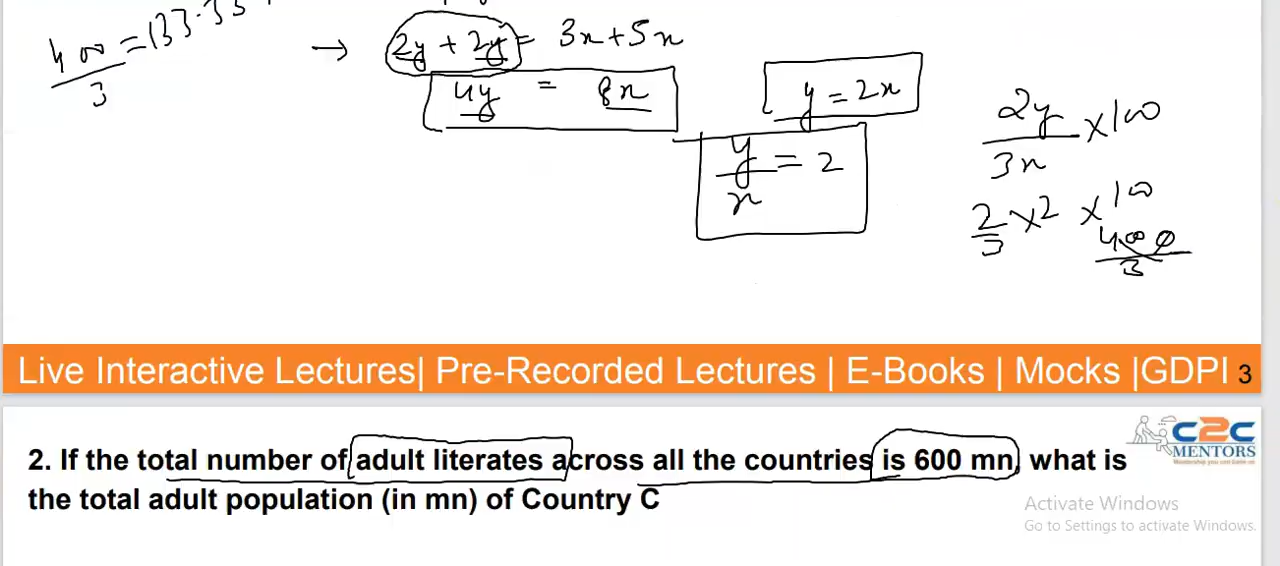 400/3 = 133.33
→ 2y + 2y = 3x + 5x
4y = 8x
y = 2x
y/x = 2
2y/3x × 100
2/3 × 2 × 100
400/3
Live Interactive Lectures| Pre-Recorded Lectures | E-Books | Mocks |GDPI 3
C2C
MENTORS
2. If the total number of adult literates across all the countries is 600 mn, what is
the total adult population (in mn) of Country C
Activate Windows
Go to Settings to activate Windows.